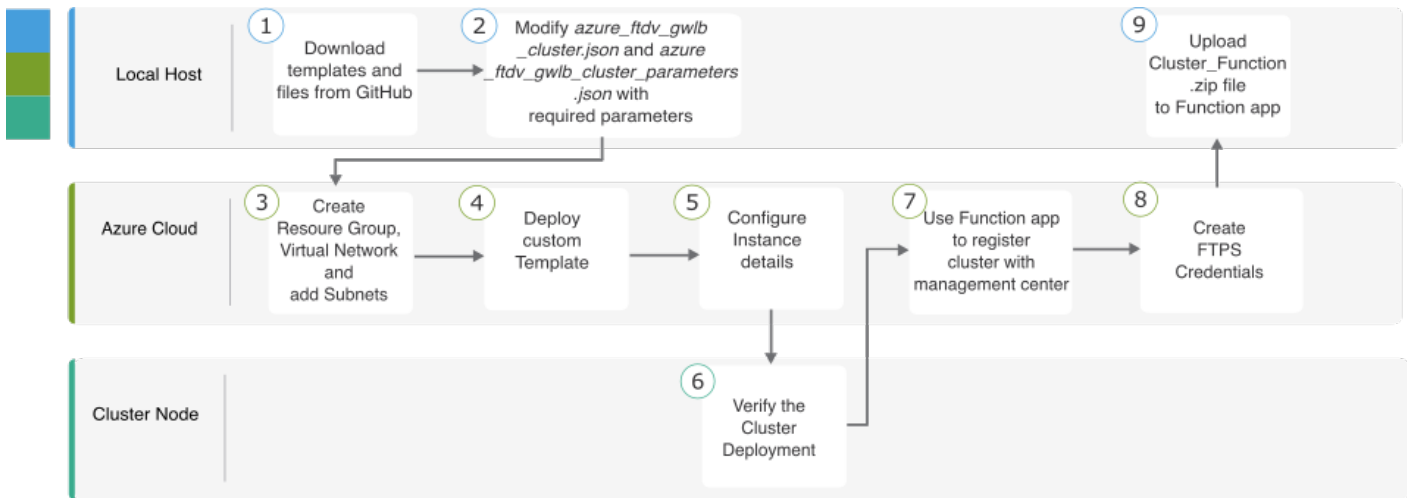 Local Host
1
Download
templates and
files from GitHub
2
Modify azure_ftdv_gwlb
_cluster.json and azure
_ftdv_gwlb_cluster_parameters
.json with
required parameters
9
Upload
Cluster_Function
.zip file
to Function app
Azure Cloud
3
Create
Resoure Group,
Virtual Network
and
add Subnets
4
Deploy
custom
Template
5
Configure
Instance
details
7
Use Function app
to register
cluster with
management center
8
Create
FTPS
Credentials
Cluster Node
6
Verify the
Cluster
Deployment